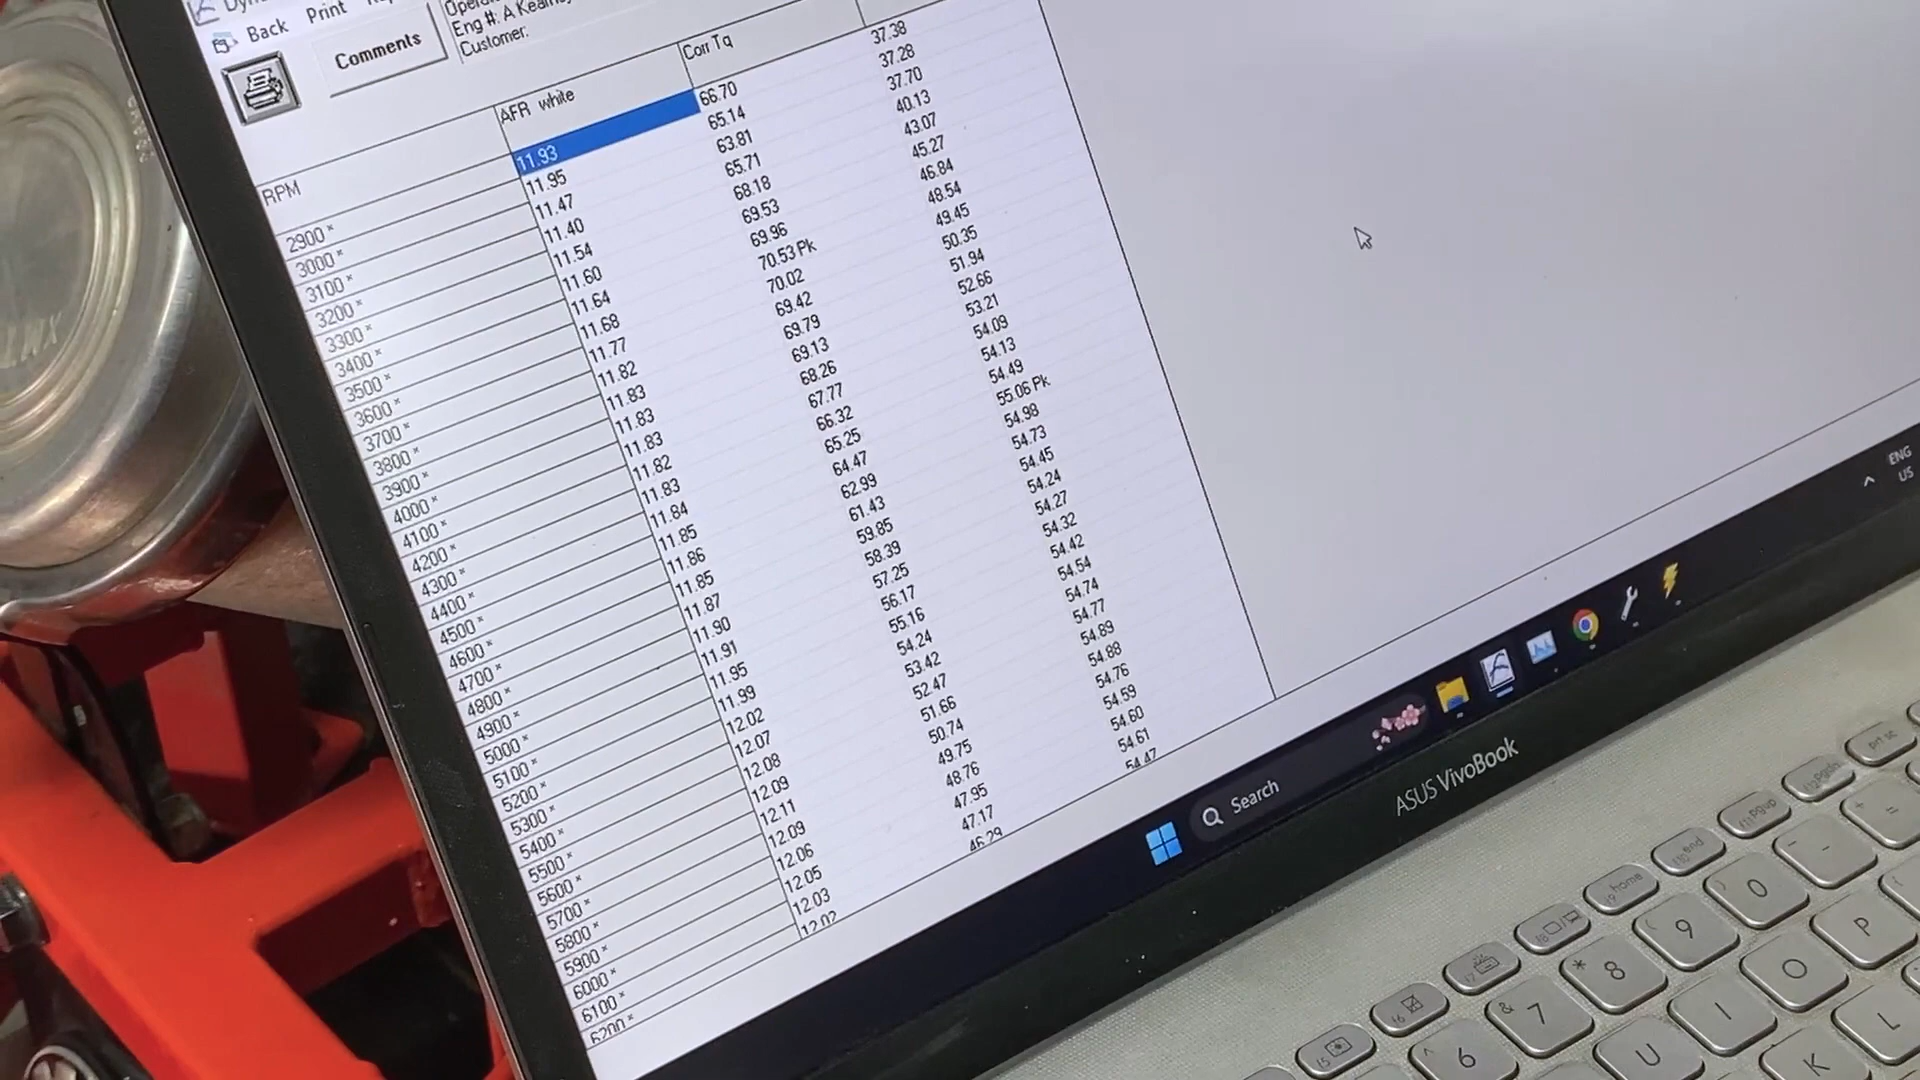 Back Print
Comments
Eng #: A
Customer:
RPM AFR white Corr Tq
2900 × 11.93 66.70 37.38
3000 × 11.95 65.14 37.28
3100 × 11.47 63.81 37.70
3200 × 11.40 65.71 40.13
3300 × 11.54 68.18 43.07
3400 × 11.60 69.53 45.27
3500 × 11.64 69.96 46.84
3600 × 11.68 70.53 Pk 48.54
3700 × 11.77 70.02 49.45
3800 × 11.82 69.42 50.35
3900 × 11.83 69.79 51.94
4000 × 11.83 69.13 52.66
4100 × 11.83 68.26 53.21
4200 × 11.82 67.77 54.09
4300 × 11.83 66.32 54.13
4400 × 11.84 65.25 54.49
4500 × 11.85 64.47 55.06 Pk
4600 × 11.86 62.99 54.98
4700 × 11.85 61.43 54.73
4800 × 11.87 59.85 54.45
4900 × 11.90 58.39 54.24
5000 × 11.91 57.25 54.27
5100 × 11.95 56.17 54.32
5200 × 11.99 55.16 54.42
5300 × 12.02 54.24 54.54
5400 × 12.07 53.42 54.74
5500 × 12.08 52.47 54.77
5600 × 12.09 51.66 54.89
5700 × 12.11 50.74 54.88
5800 × 12.09 49.75 54.76
5900 × 12.06 48.76 54.59
6000 × 12.05 47.95 54.60
6100 × 12.03 47.17 54.61
6200 × 12.02 46.29 54.47
Search
ENG
US
ASUS VivoBook
home
end
prt sc
* 8
9
0
P
& 7
O
I
L
^ 6
U
K